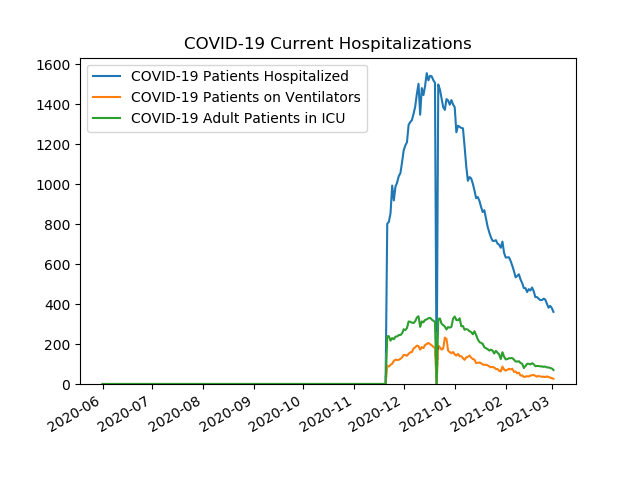 COVID-19 Current Hospitalizations
1600
1400
1200
1000
800
600
400
200
0
COVID-19 Patients Hospitalized
COVID-19 Patients on Ventilators
COVID-19 Adult Patients in ICU
2020-06 2020-07 2020-08 2020-09 2020-10 2020-11 2020-12 2021-01 2021-02 2021-03